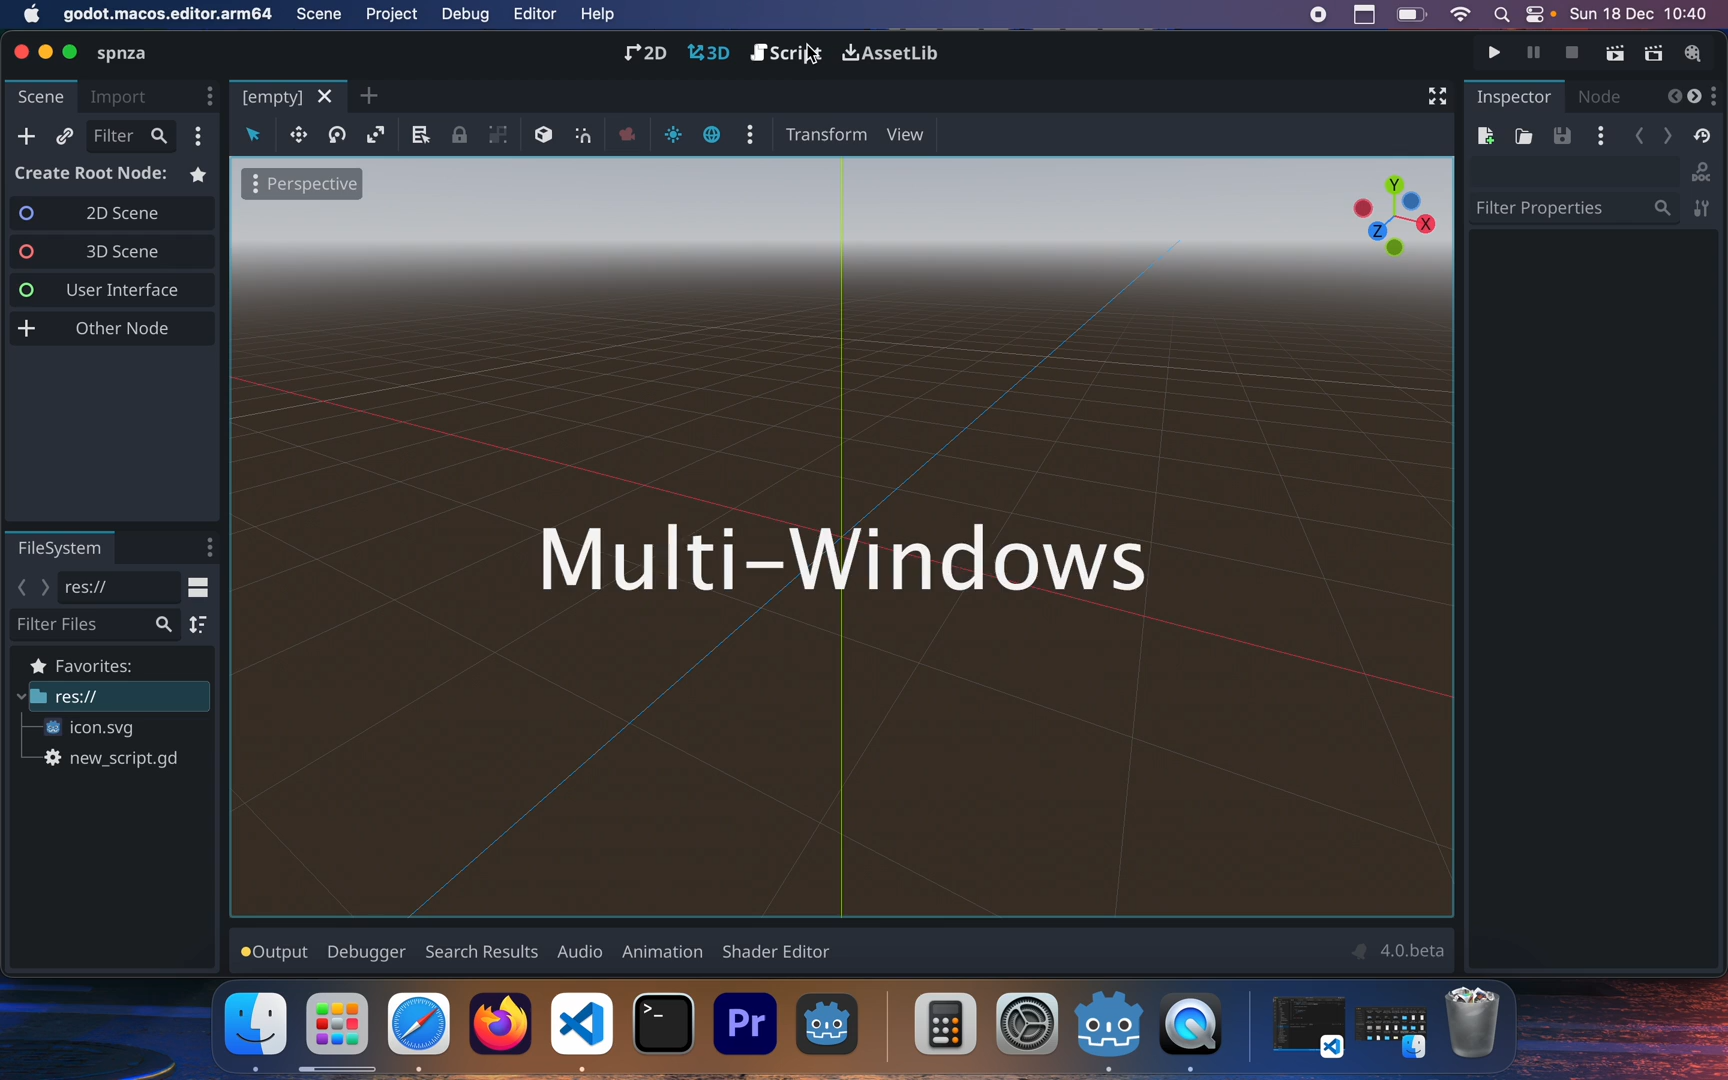 godot.macos.editor.arm64 Scene Project Debug Editor Help Sun 18 Dec 10:40
spnza 2D 3D Script AssetLib
Scene Import [empty] Inspector Node
Filter Transform View
Create Root Node: DOC
Perspective Y X Z
2D Scene Filter Properties
3D Scene
User Interface
Other Node
Multi-Windows
FileSystem
res://
Filter Files
Favorites:
res://
icon.svg
new_script.gd
Output Debugger Search Results Audio Animation Shader Editor 4.0.beta
>_ Pr